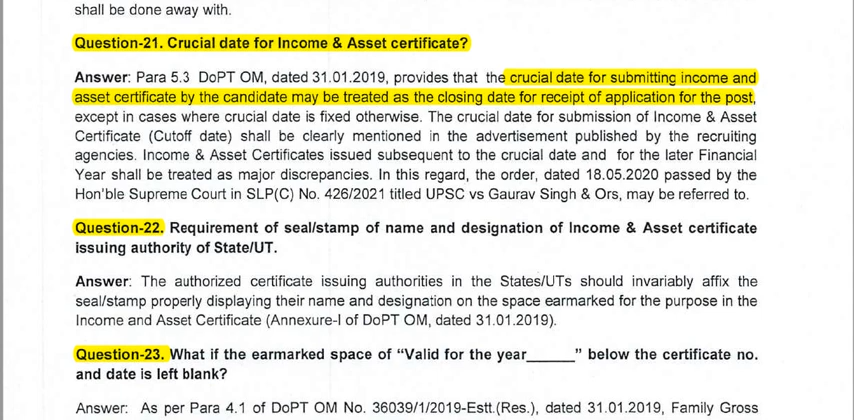 shall be done away with.
Question-21. Crucial date for Income & Asset certificate?
Answer: Para 5.3 DoPT OM, dated 31.01.2019, provides that the crucial date for submitting income and
asset certificate by the candidate may be treated as the closing date for receipt of application for the post,
except in cases where crucial date is fixed otherwise. The crucial date for submission of Income & Asset
Certificate (Cutoff date) shall be clearly mentioned in the advertisement published by the recruiting
agencies. Income & Asset Certificates issued subsequent to the crucial date and for the later Financial
Year shall be treated as major discrepancies. In this regard, the order, dated 18.05.2020 passed by the
Hon'ble Supreme Court in SLP(C) No. 426/2021 titled UPSC vs Gaurav Singh & Ors, may be referred to.
Question-22. Requirement of seal/stamp of name and designation of Income & Asset certificate
issuing authority of State/UT.
Answer: The authorized certificate issuing authorities in the States/UTs should invariably affix the
seal/stamp properly displaying their name and designation on the space earmarked for the purpose in the
Income and Asset Certificate (Annexure-I of DoPT OM, dated 31.01.2019).
Question-23. What if the earmarked space of “Valid for the year______” below the certificate no.
and date is left blank?
Answer: As per Para 4.1 of DoPT OM No. 36039/1/2019-Estt.(Res.), dated 31.01.2019, Family Gross